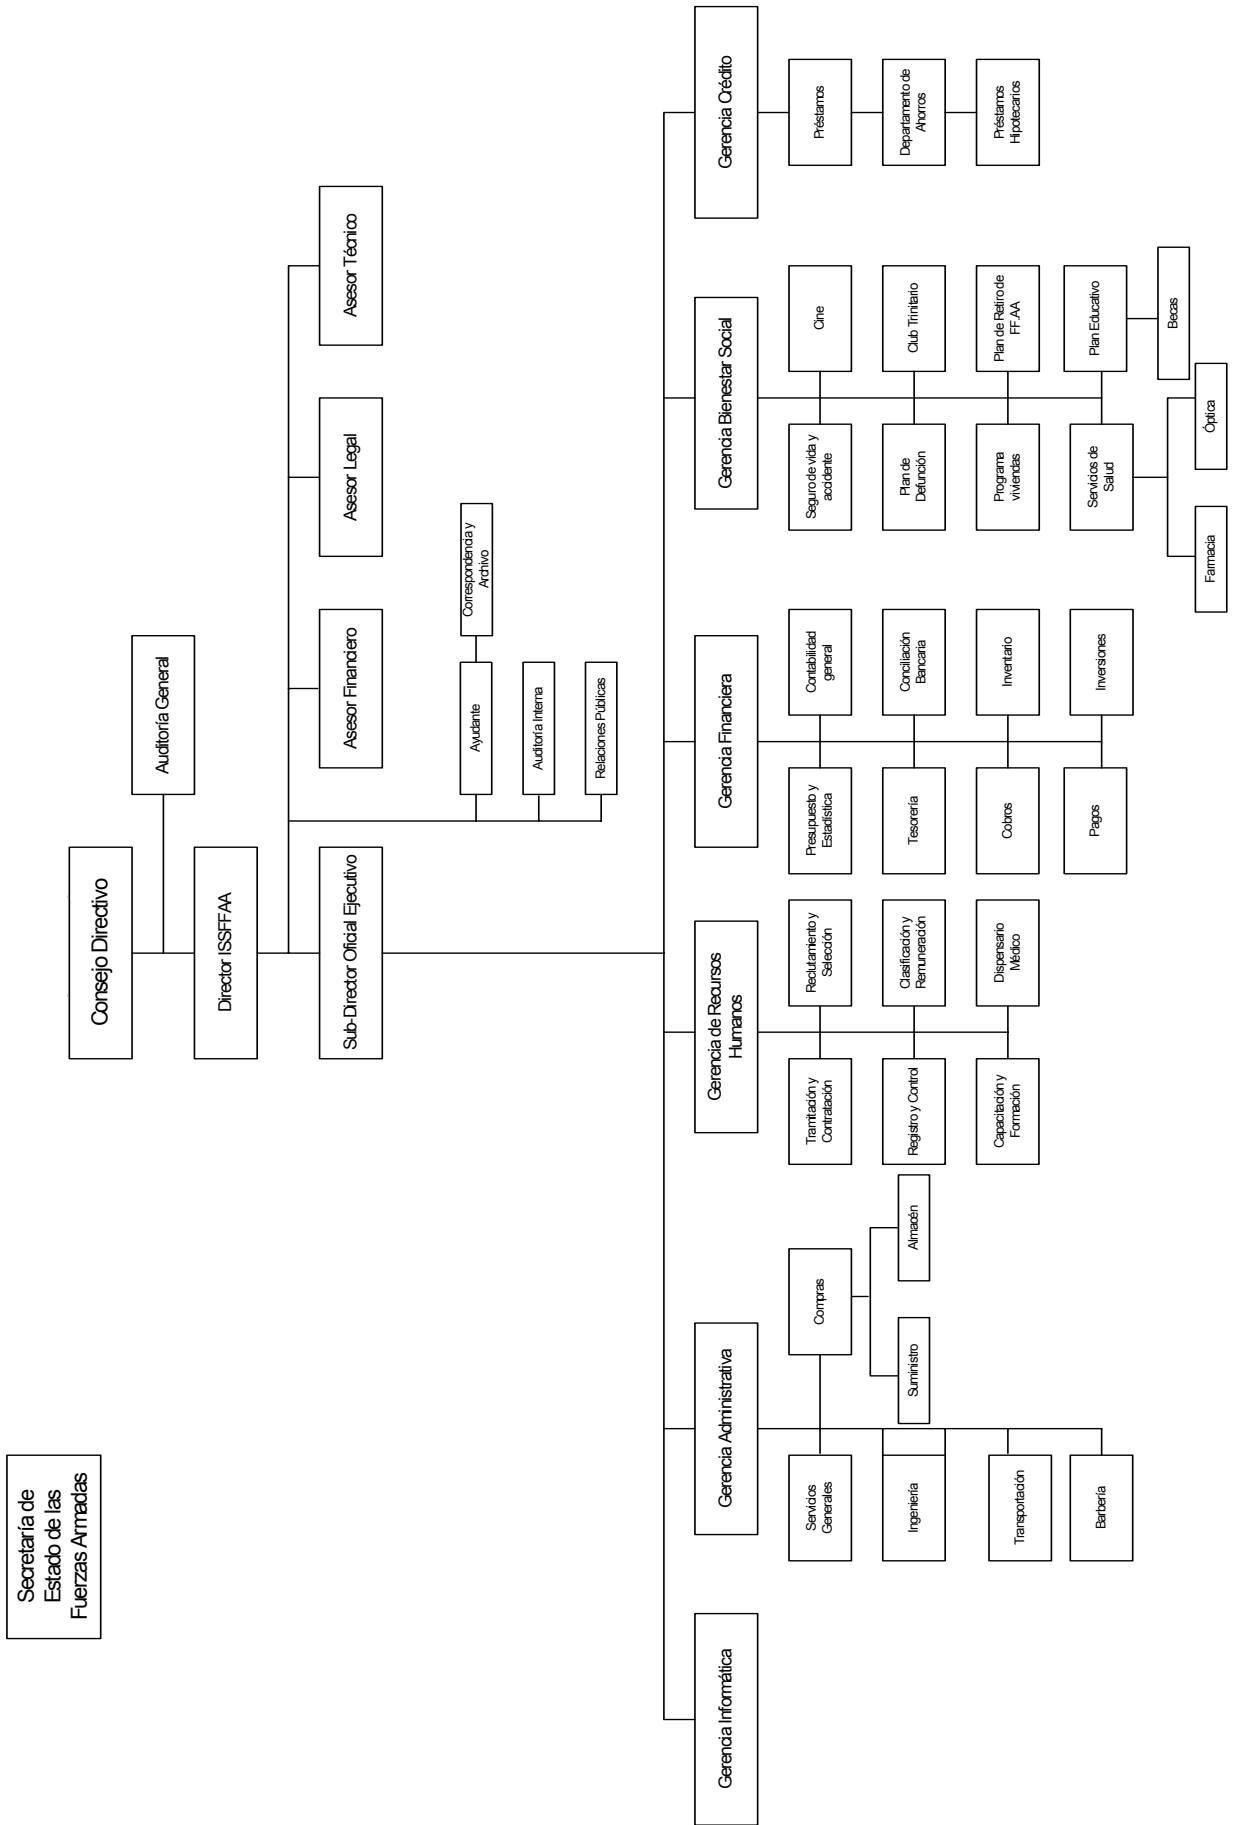 Secretaría de
Estado de las
Fuerzas Armadas
Consejo Directivo
Auditoría General
Director ISSFFAA
Sub-Director Oficial Ejecutivo
Asesor Financiero
Asesor Legal
Asesor Técnico
Ayudante
Correspondencia y
Archivo
Auditoría Interna
Relaciones Públicas
Gerencia Informática
Gerencia Administrativa
Gerencia de Recursos
Humanos
Gerencia Financiera
Gerencia Bienestar Social
Gerencia Crédito
Servicios
Generales
Compras
Suministro
Almacén
Ingeniería
Transportación
Barbería
Tramitación y
Contratación
Reclutamiento y
Selección
Registro y Control
Clasificación y
Remuneración
Capacitación y
Formación
Dispensario
Médico
Presupuesto y
Estadística
Contabilidad
general
Tesorería
Conciliación
Bancaria
Cobros
Inventario
Pagos
Inversiones
Seguro de vida y
accidente
Cine
Plan de
Defunción
Club Trinitario
Programa
viviendas
Plan de Retiro de
FF.AA
Servicios de
Salud
Plan Educativo
Farmacia
Óptica
Becas
Préstamos
Departamento de
Ahorros
Préstamos
Hipotecarios